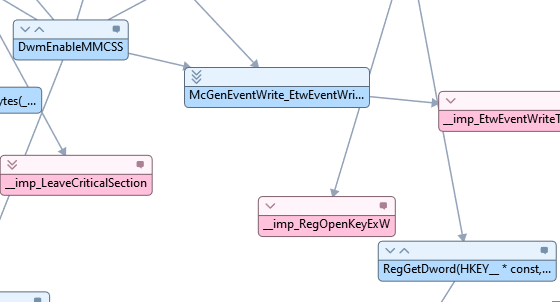 DwmEnableMMCSS
McGenEventWrite_EtwEventWri...
ytes(_...
__imp_EtwEventWriteT
__imp_LeaveCriticalSection
__imp_RegOpenKeyExW
RegGetDword(HKEY__ * const,...